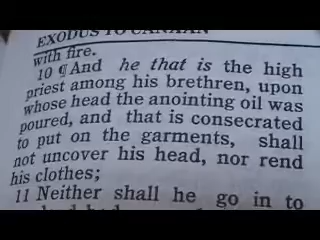 EXODUS TO CANAAN
with fire.
10 ¶ And he that is the high
priest among his brethren, upon
whose head the anointing oil was
poured, and that is consecrated
to put on the garments, shall
not uncover his head, nor rend
his clothes;
11 Neither shall he go in to